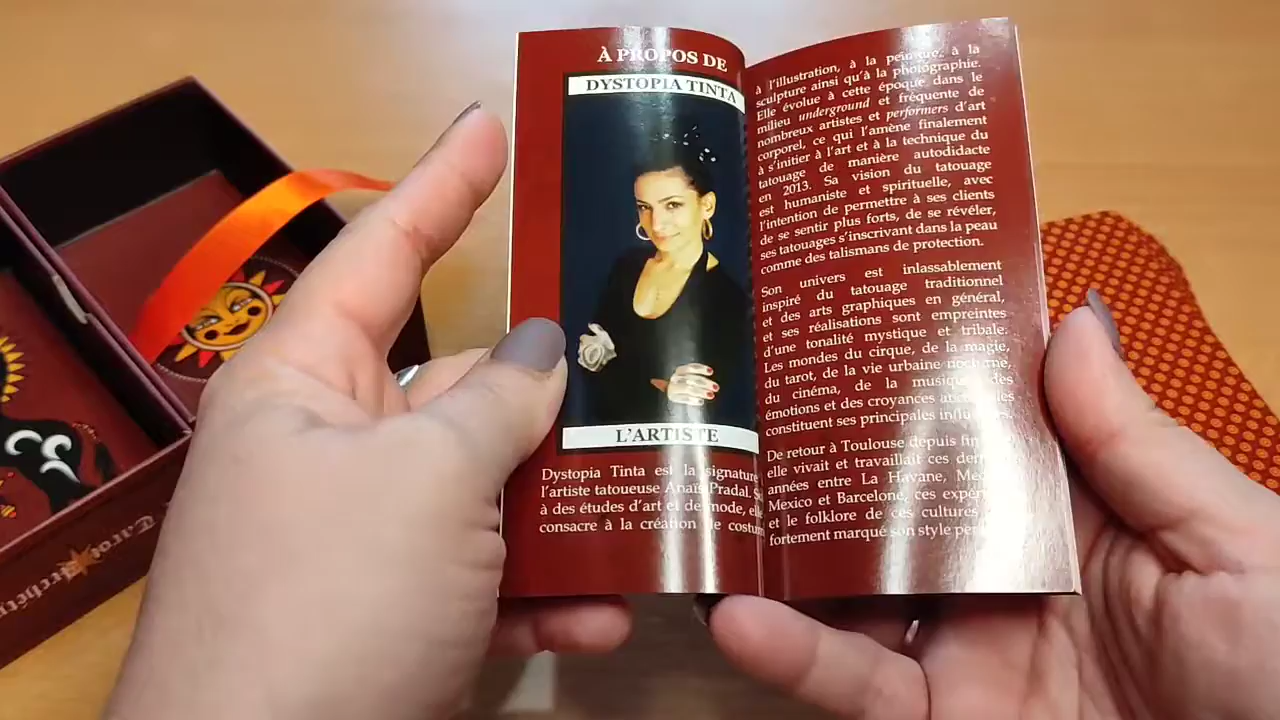 À PROPOS DE
DYSTOPIA TINTA
L'ARTISTE
Dystopia Tinta est la signature
l'artiste tatoueuse Anaïs Pradal.
à des études d'art et de mode,
consacre à la création de
à l'illustration, à la peinture, à la
sculpture ainsi qu'à la photographie.
Elle évolue à cette époque dans le
milieu underground et fréquente de
nombreux artistes et performers d'art
corporel, ce qui l'amène finalement
à s'initier à l'art et à la technique du
tatouage de manière autodidacte
en 2013. Sa vision du tatouage
est humaniste et spirituelle, avec
l'intention de permettre à ses clients
de se sentir plus forts, de se révéler,
ses tatouages s'inscrivant dans la peau
comme des talismans de protection.
Son univers est inlassablement
inspiré du tatouage traditionnel
et des arts graphiques en général,
et ses réalisations sont empreintes
d'une tonalité mystique et tribale.
Les mondes du cirque, de la magie,
du tarot, de la vie urbaine nocturne,
du cinéma, de la musique, des
émotions et des croyances
constituent ses principales
De retour à Toulouse depuis
elle vivait et travaillait ces
années entre La Havane,
Mexico et Barcelone, ces
et le folklore de ces cultures
fortement marqué son style
Tarot